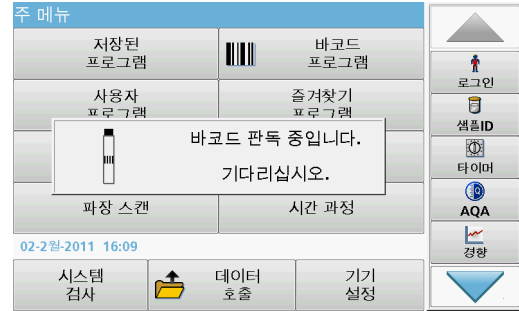 주 메뉴
저장된
프로그램
바코드
프로그램
사용자
프로그램
즐겨찾기
프로그램
바코드 판독 중입니다.
기다리십시오.
파장 스캔
시간 과정
02-2월-2011 16:09
시스템
검사
데이터
호출
기기
설정
로그인
샘플ID
타이머
AQA
경향